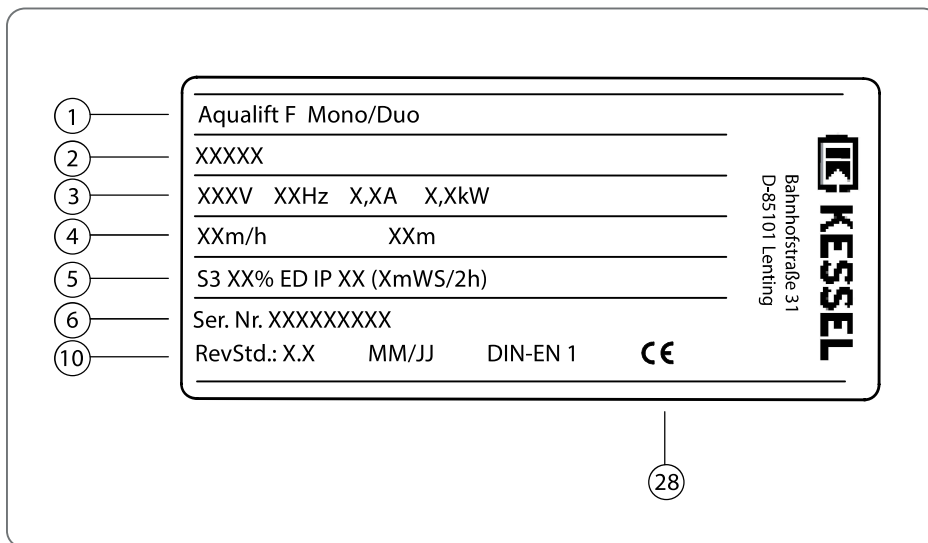 1 Aqualift F Mono/Duo
2 XXXXX
3 XXXV XXHz X,XA X,XkW
4 XXm/h XXm
5 S3 XX% ED IP XX (XmWS/2h)
6 Ser. Nr. XXXXXXXXX
10 RevStd.: X.X MM/JJ DIN-EN 1 CE
Bahnhofstraße 31
D-85101 Lenting
KESSEL
28